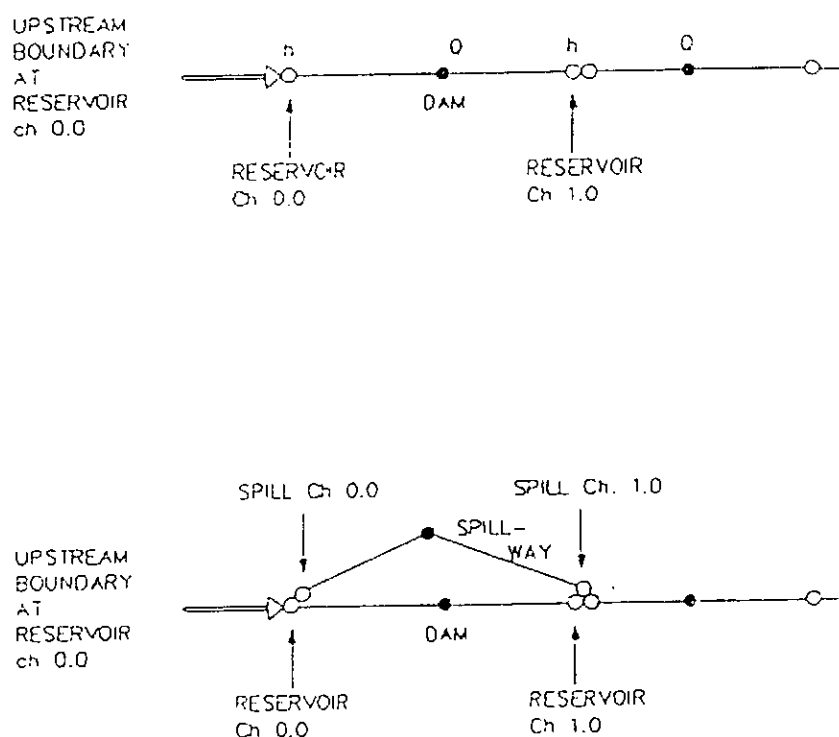 UPSTREAM
BOUNDARY
AT
RESERVOIR
ch 0.0
h Q h Q
DAM
RESERVOIR
Ch 0.0
RESERVOIR
Ch 1.0
SPILL Ch 0.0
SPILL Ch. 1.0
SPILL-
WAY
UPSTREAM
BOUNDARY
AT
RESERVOIR
ch 0.0
DAM
RESERVOIR
Ch 0.0
RESERVOIR
Ch 1.0